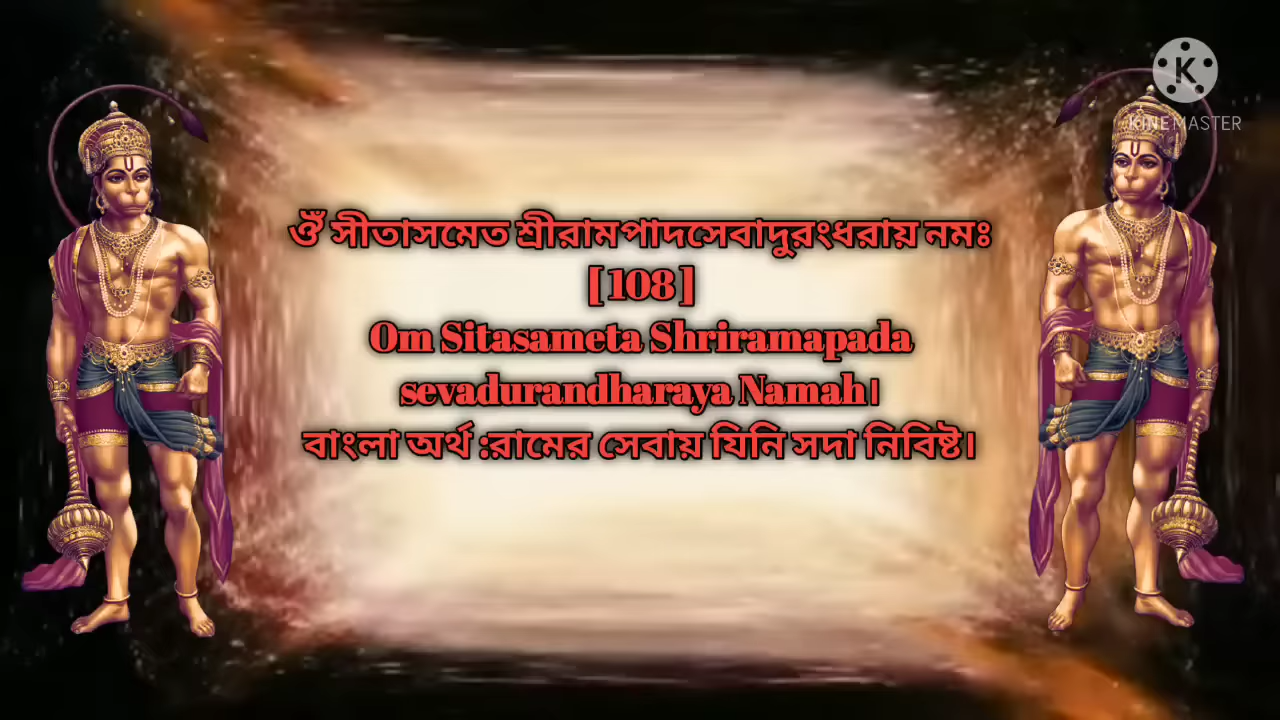 ওঁ সীতাসমেত শ্রীরামপাদসেবাদুরংধরায় নমঃ
[ 108 ]
Om Sitasameta Shriramapada
sevadurandharaya Namah।
বাংলা অর্থ :রামের সেবায় যিনি সদা নিবিষ্ট।
K
KINEMASTER